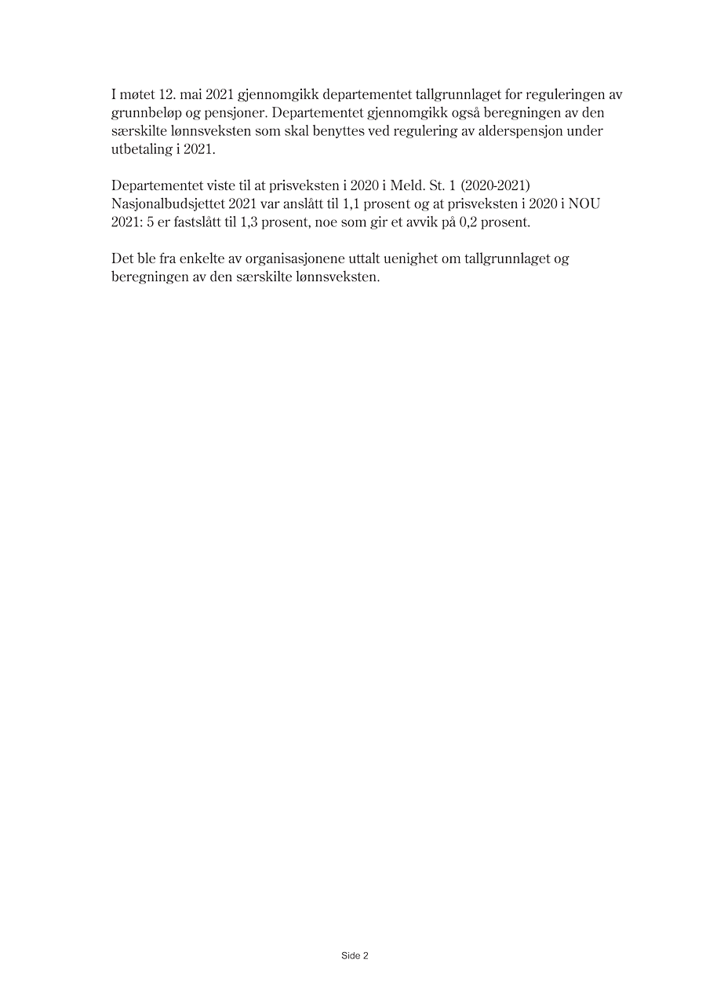 I møtet 12. mai 2021 gjennomgikk departementet tallgrunnlaget for reguleringen av
grunnbeløp og pensjoner. Departementet gjennomgikk også beregningen av den
særskilte lønnsveksten som skal benyttes ved regulering av alderspensjon under
utbetaling i 2021.
Departementet viste til at prisveksten i 2020 i Meld. St. 1 (2020-2021)
Nasjonalbudsjettet 2021 var anslått til 1,1 prosent og at prisveksten i 2020 i NOU
2021: 5 er fastslått til 1,3 prosent, noe som gir et avvik på 0,2 prosent.
Det ble fra enkelte av organisasjonene uttalt uenighet om tallgrunnlaget og
beregningen av den særskilte lønnsveksten.
Side 2